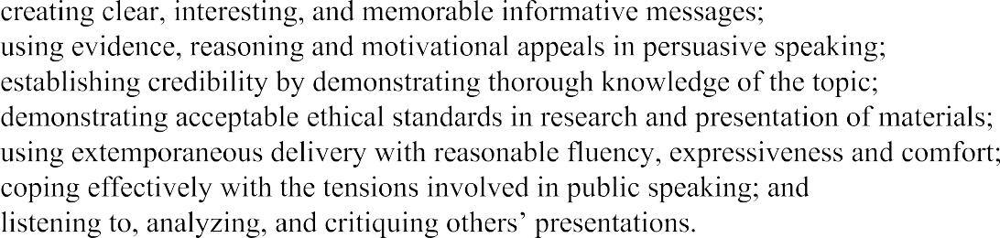 creating clear, interesting, and memorable informative messages;
using evidence, reasoning and motivational appeals in persuasive speaking;
establishing credibility by demonstrating thorough knowledge of the topic;
demonstrating acceptable ethical standards in research and presentation of materials;
using extemporaneous delivery with reasonable fluency, expressiveness and comfort;
coping effectively with the tensions involved in public speaking; and
listening to, analyzing, and critiquing others’ presentations.